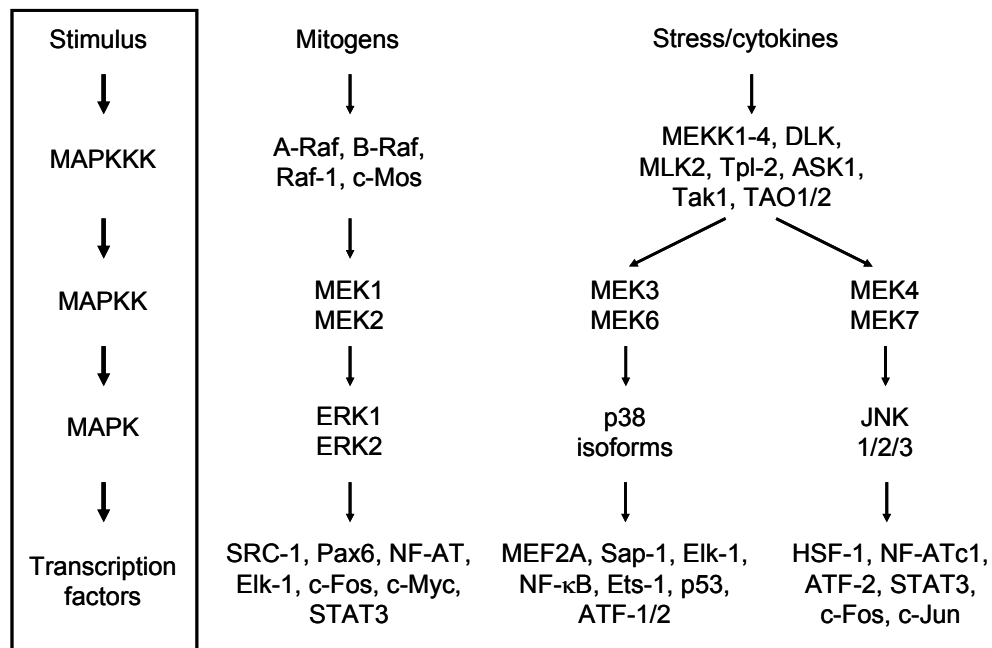 Stimulus
Mitogens
Stress/cytokines
MAPKKK
A-Raf, B-Raf,
Raf-1, c-Mos
MEKK1-4, DLK,
MLK2, Tpl-2, ASK1,
Tak1, TAO1/2
MAPKK
MEK1
MEK2
MEK3
MEK6
MEK4
MEK7
MAPK
ERK1
ERK2
p38
isoforms
JNK
1/2/3
Transcription
factors
SRC-1, Pax6, NF-AT,
Elk-1, c-Fos, c-Myc,
STAT3
MEF2A, Sap-1, Elk-1,
NF-κB, Ets-1, p53,
ATF-1/2
HSF-1, NF-ATc1,
ATF-2, STAT3,
c-Fos, c-Jun